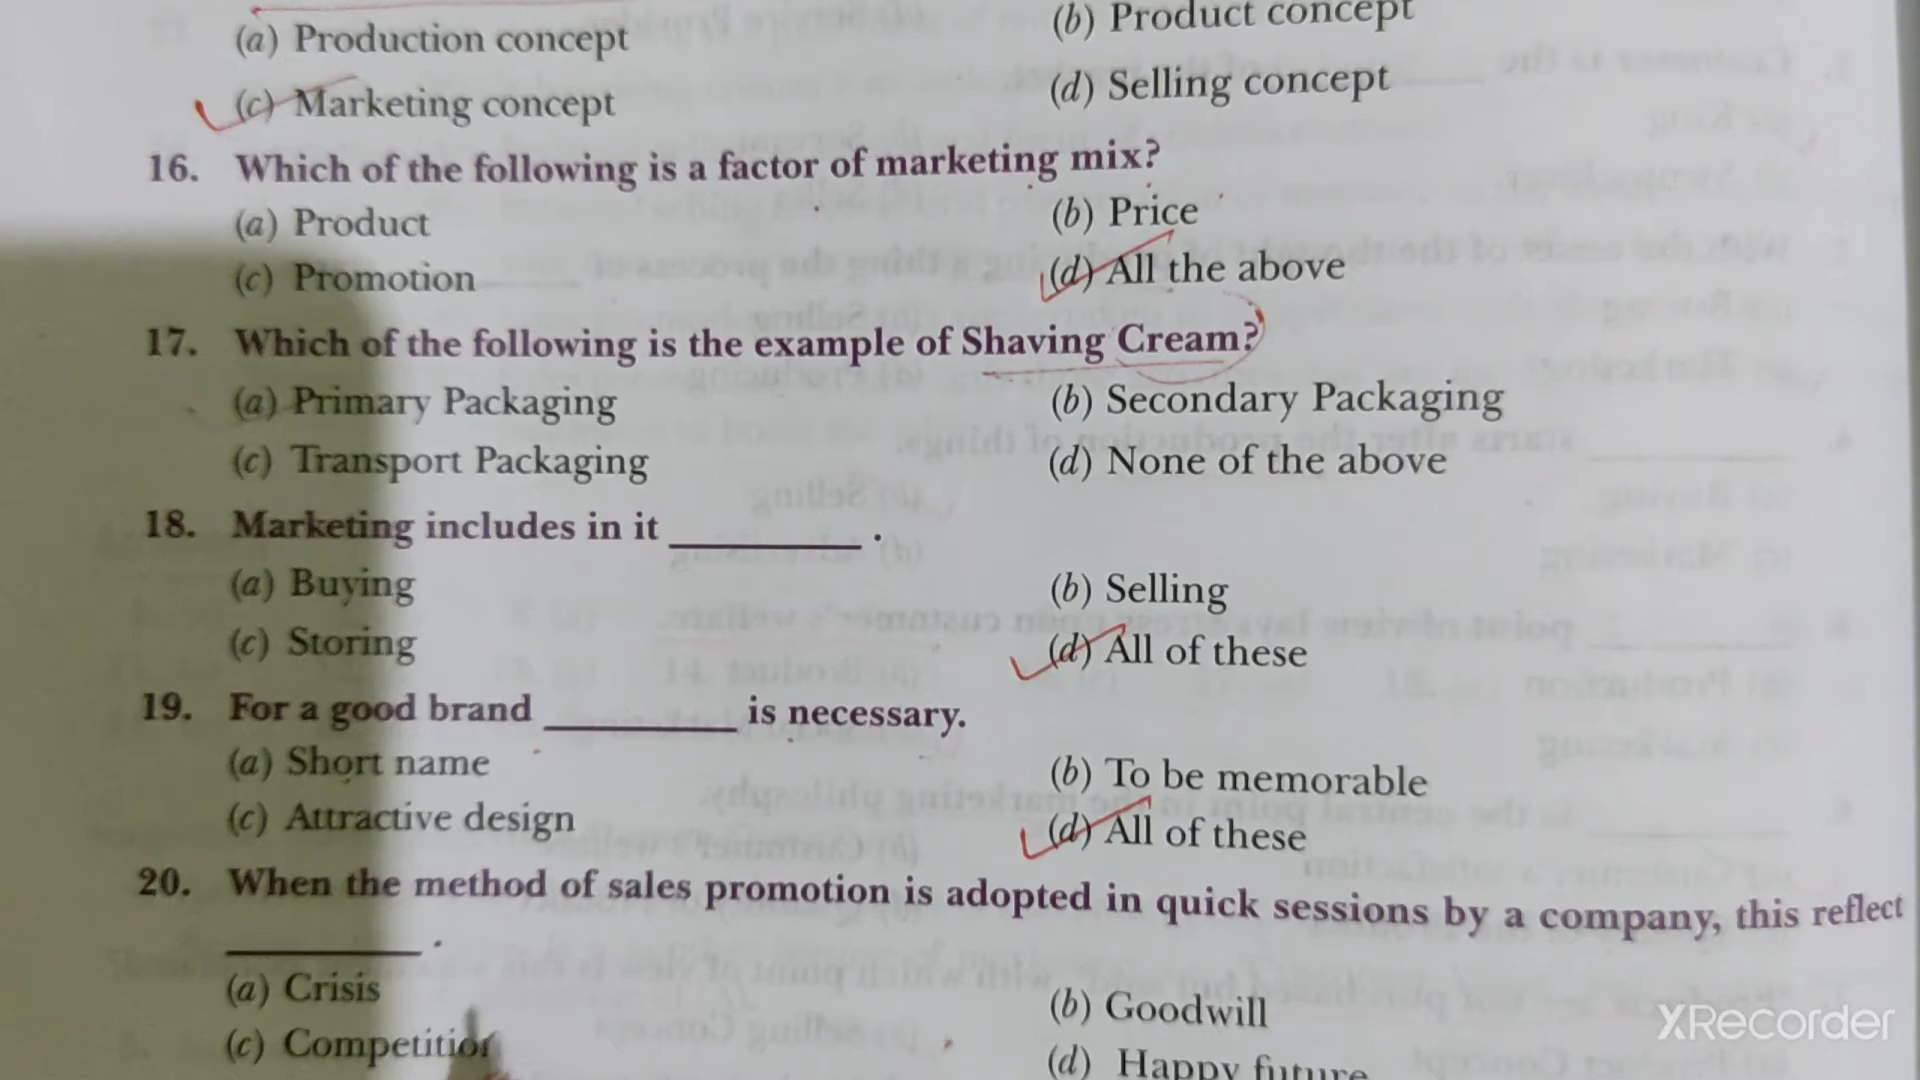 (a) Production concept
(b) Product concept
(c) Marketing concept
(d) Selling concept
16. Which of the following is a factor of marketing mix?
(a) Product
(b) Price
(c) Promotion
(d) All the above
17. Which of the following is the example of Shaving Cream?
(a) Primary Packaging
(b) Secondary Packaging
(c) Transport Packaging
(d) None of the above
18. Marketing includes in it __________ .
(a) Buying
(b) Selling
(c) Storing
(d) All of these
19. For a good brand __________ is necessary.
(a) Short name
(b) To be memorable
(c) Attractive design
(d) All of these
20. When the method of sales promotion is adopted in quick sessions by a company, this reflect
__________ .
(a) Crisis
(b) Goodwill
(c) Competition
(d) Happy future
XRecorder